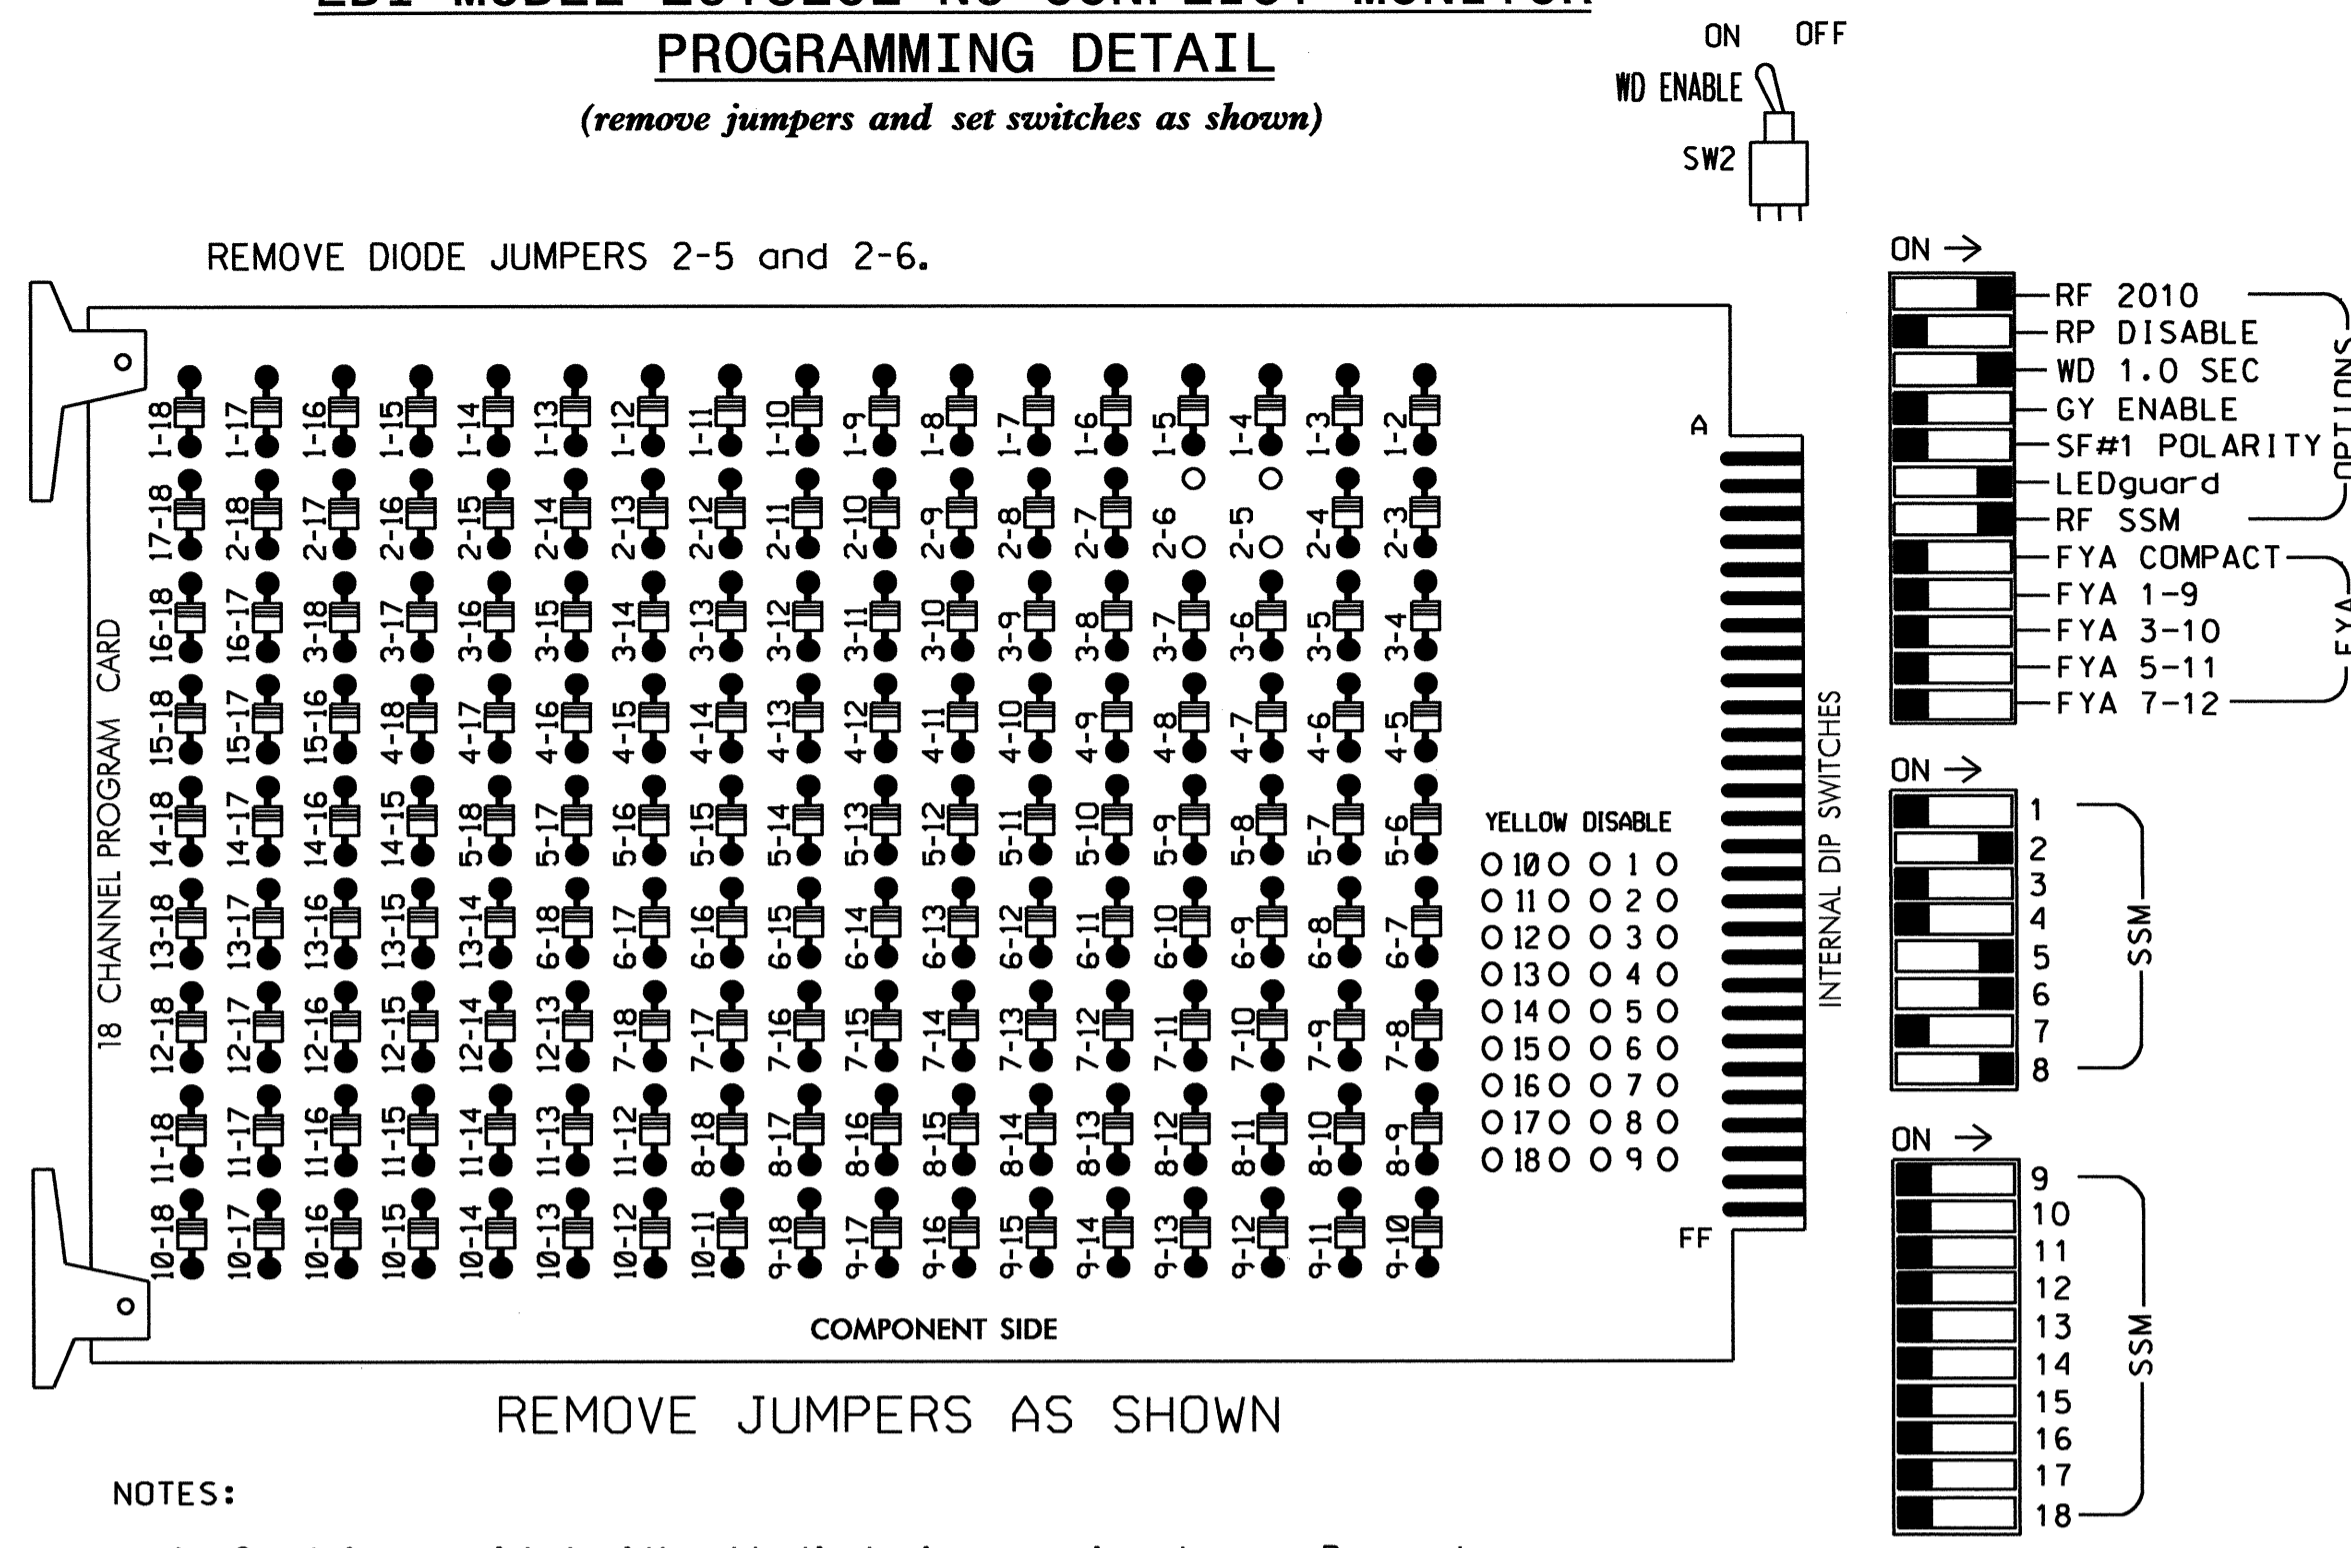 PROGRAMMING DETAIL
(remove jumpers and set switches as shown)
ON OFF
WD ENABLE
SW2
REMOVE DIODE JUMPERS 2-5 and 2-6.
18 CHANNEL PROGRAM CARD
1-18 1-17 1-16 1-15 1-14 1-13 1-12 1-11 1-10 1-9 1-8 1-7 1-6 1-5 1-4 1-3 1-2
17-18 2-18 2-17 2-16 2-15 2-14 2-13 2-12 2-11 2-10 2-9 2-8 2-7 2-6 2-5 2-4 2-3
16-18 16-17 3-18 3-17 3-16 3-15 3-14 3-13 3-12 3-11 3-10 3-9 3-8 3-7 3-6 3-5 3-4
15-18 15-17 15-16 4-18 4-17 4-16 4-15 4-14 4-13 4-12 4-11 4-10 4-9 4-8 4-7 4-6 4-5
14-18 14-17 14-16 14-15 5-18 5-17 5-16 5-15 5-14 5-13 5-12 5-11 5-10 5-9 5-8 5-7 5-6
13-18 13-17 13-16 13-15 13-14 6-18 6-17 6-16 6-15 6-14 6-13 6-12 6-11 6-10 6-9 6-8 6-7
12-18 12-17 12-16 12-15 12-14 12-13 7-18 7-17 7-16 7-15 7-14 7-13 7-12 7-11 7-10 7-9 7-8
11-18 11-17 11-16 11-15 11-14 11-13 11-12 8-18 8-17 8-16 8-15 8-14 8-13 8-12 8-11 8-10 8-9
10-18 10-17 10-16 10-15 10-14 10-13 10-12 10-11 9-18 9-17 9-16 9-15 9-14 9-13 9-12 9-11 9-10
A
YELLOW DISABLE
10 1
11 2
12 3
13 4
14 5
15 6
16 7
17 8
18 9
FF
COMPONENT SIDE
INTERNAL DIP SWITCHES
ON →
RF 2010
RP DISABLE
WD 1.0 SEC
GY ENABLE
SF#1 POLARITY
LEDguard
RF SSM
OPTIONS
FYA COMPACT
FYA 1-9
FYA 3-10
FYA 5-11
FYA 7-12
FYA
ON →
1
2
3
4
5
6
7
8
SSM
ON →
9
10
11
12
13
14
15
16
17
18
SSM
REMOVE JUMPERS AS SHOWN
NOTES: